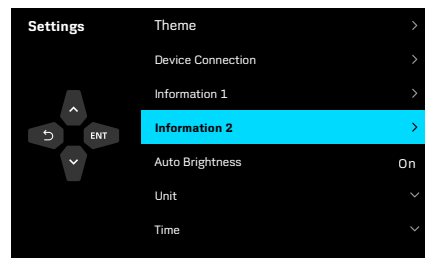 Settings
Theme
Device Connection
Information 1
Information 2
ENT
Auto Brightness
On
Unit
Time